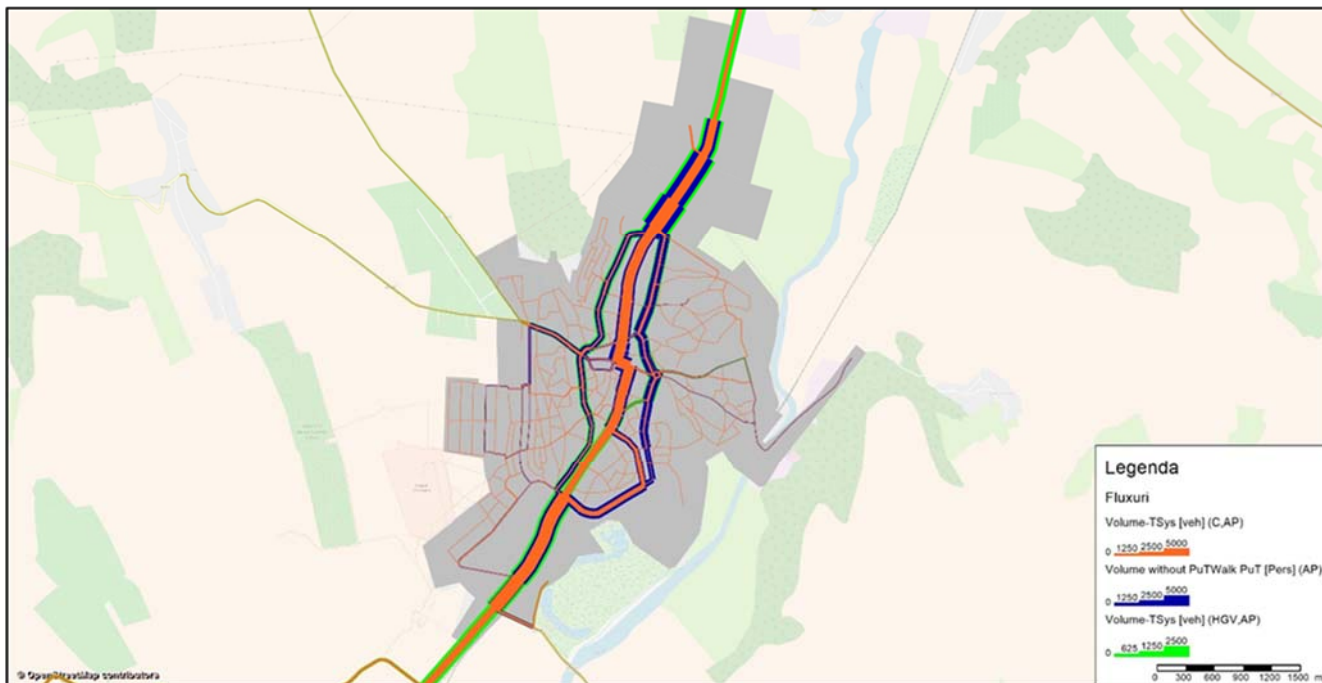 Legenda
Fluxuri
Volume-TSys [veh] (C,AP)
0 1250 2500 5000
Volume without PuTWalk PuT [Pers] (AP)
0 1250 2500 5000
Volume-TSys [veh] (HGV,AP)
0 625 1250 2500
0 300 600 900 1200 1500 m
© OpenStreetMap contributors